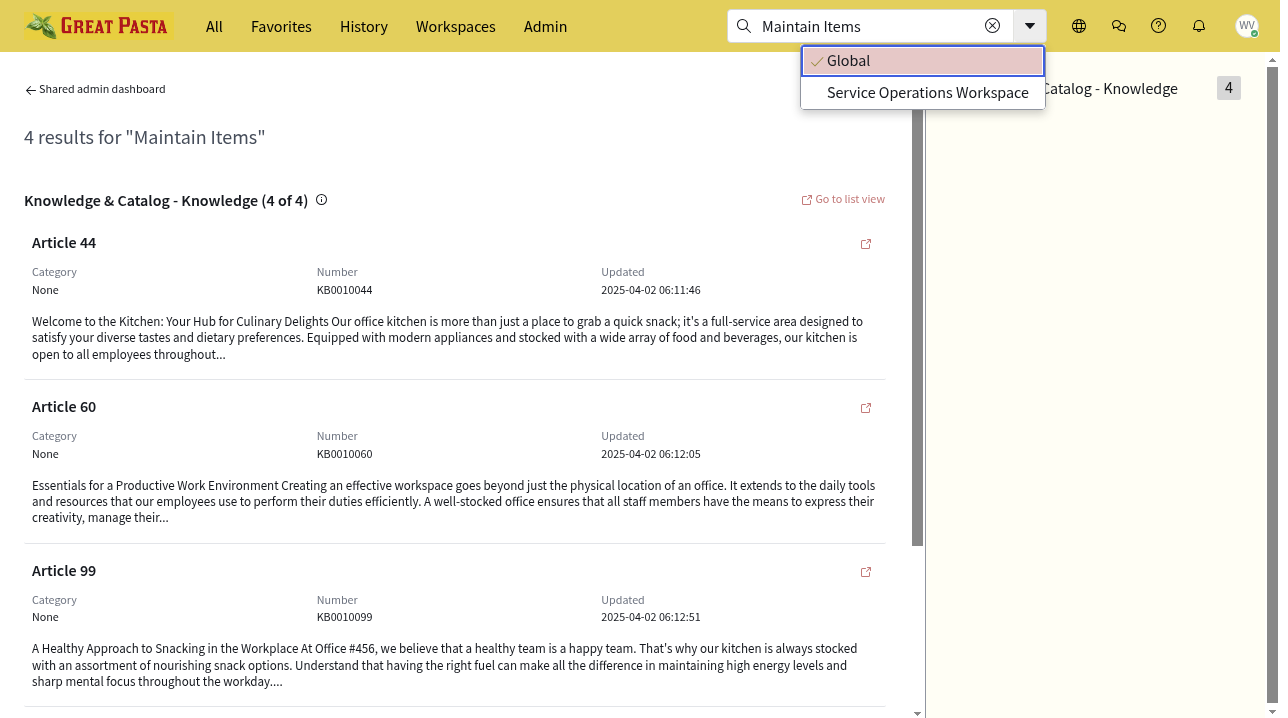 GREAT PASTA
All
Favorites
History
Workspaces
Admin
Maintain Items
WV
Global
Service Operations Workspace
Shared admin dashboard
Catalog - Knowledge
4
4 results for "Maintain Items"
Knowledge & Catalog - Knowledge (4 of 4)
Go to list view
Article 44
Category
Number
Updated
None
KB0010044
2025-04-02 06:11:46
Welcome to the Kitchen: Your Hub for Culinary Delights Our office kitchen is more than just a place to grab a quick snack; it's a full-service area designed to
satisfy your diverse tastes and dietary preferences. Equipped with modern appliances and stocked with a wide array of food and beverages, our kitchen is
open to all employees throughout...
Article 60
Category
Number
Updated
None
KB0010060
2025-04-02 06:12:05
Essentials for a Productive Work Environment Creating an effective workspace goes beyond just the physical location of an office. It extends to the daily tools
and resources that our employees use to perform their duties efficiently. A well-stocked office ensures that all staff members have the means to express their
creativity, manage their...
Article 99
Category
Number
Updated
None
KB0010099
2025-04-02 06:12:51
A Healthy Approach to Snacking in the Workplace At Office #456, we believe that a healthy team is a happy team. That's why our kitchen is always stocked
with an assortment of nourishing snack options. Understand that having the right fuel can make all the difference in maintaining high energy levels and
sharp mental focus throughout the workday....